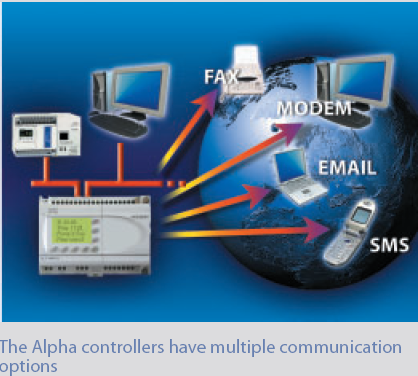 FAX
MODEM
EMAIL
SMS
The Alpha controllers have multiple communication
options